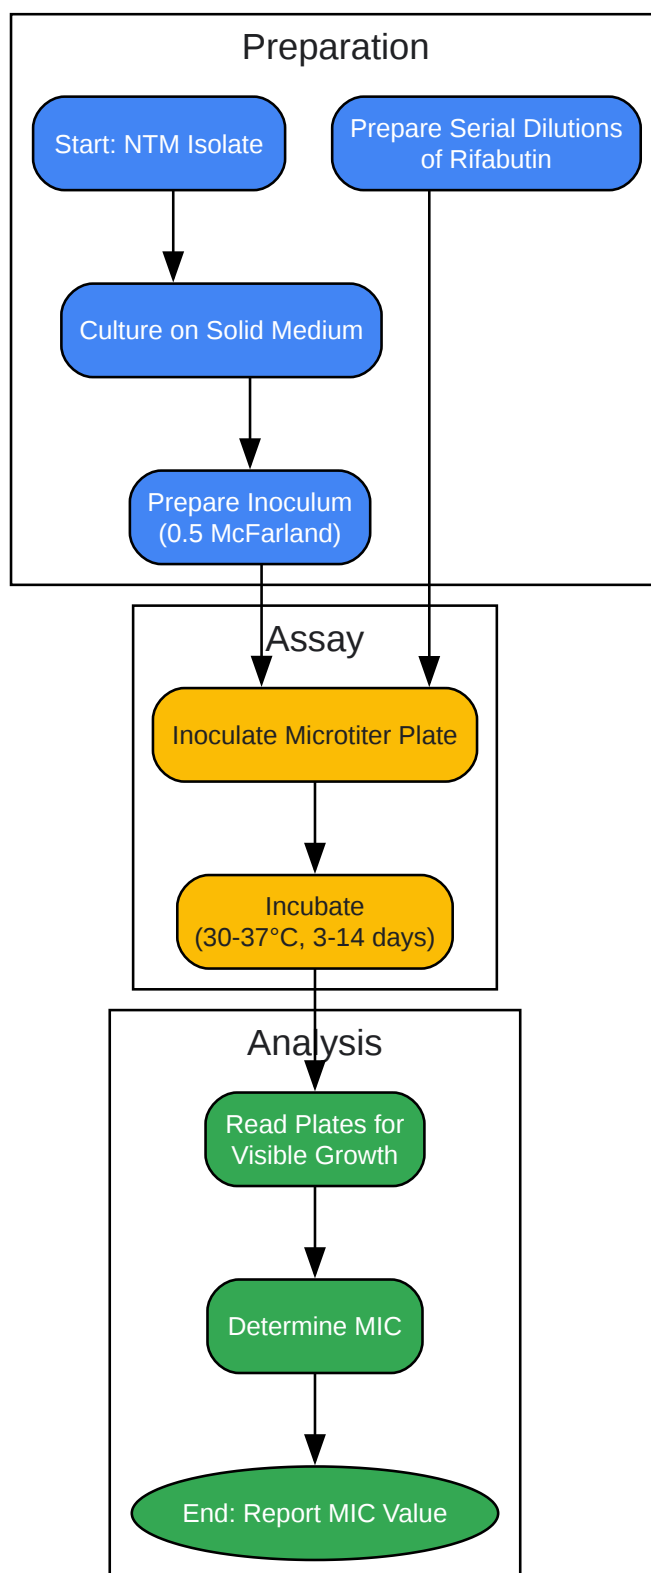 Preparation
Start: NTM Isolate
Prepare Serial Dilutions
of Rifabutin
Culture on Solid Medium
Prepare Inoculum
(0.5 McFarland)
Assay
Inoculate Microtiter Plate
Incubate
(30-37°C, 3-14 days)
Analysis
Read Plates for
Visible Growth
Determine MIC
End: Report MIC Value